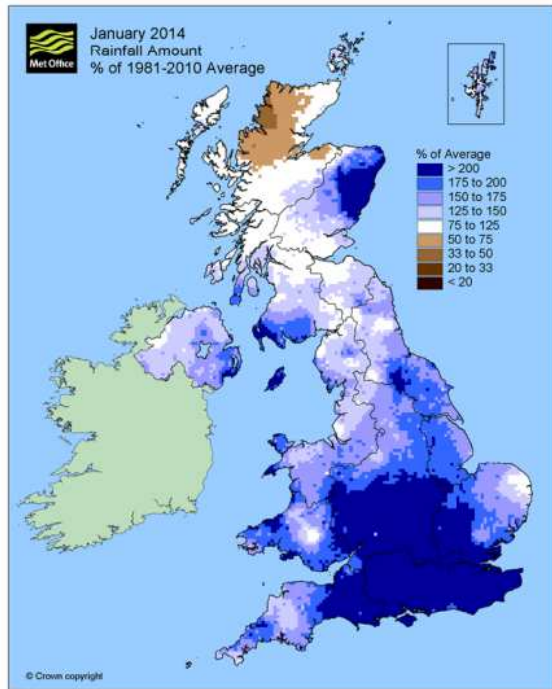 January 2014
Rainfall Amount
% of 1981-2010 Average
Met Office
% of Average
> 200
175 to 200
150 to 175
125 to 150
75 to 125
50 to 75
33 to 50
20 to 33
< 20
© Crown copyright